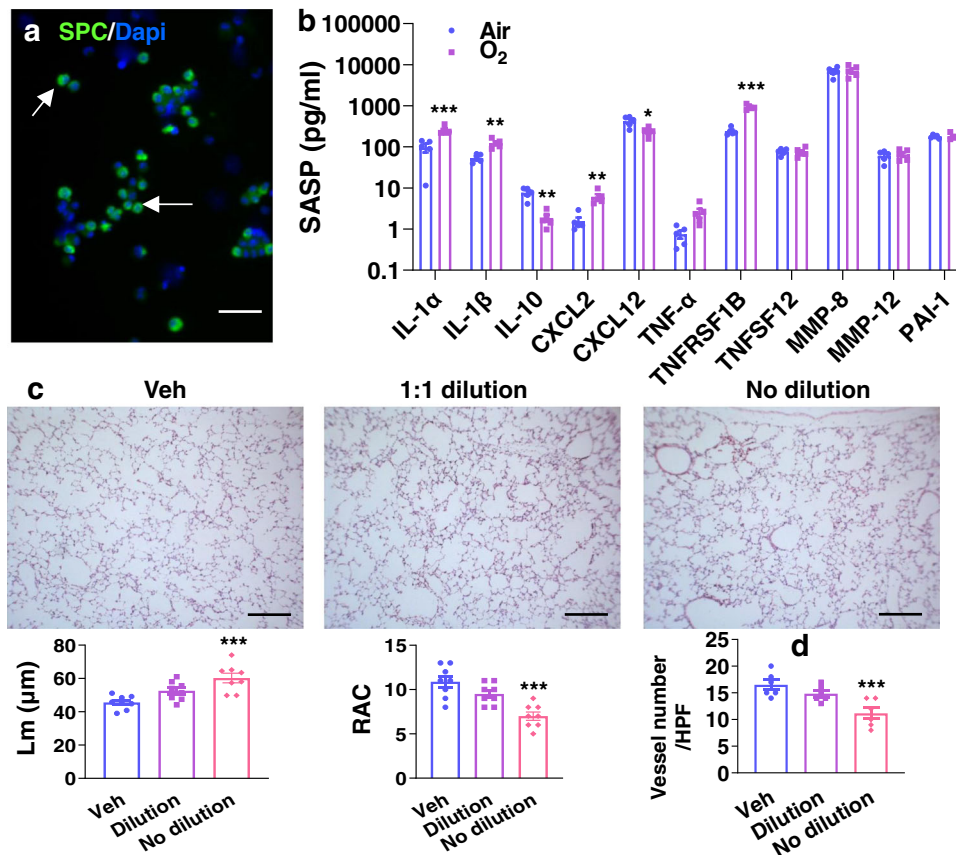 a SPC/Dapi
b
SASP (pg/ml)
100000
10000
1000
100
10
1
0.1
Air
O2
***
**
**
**
*
***
IL-1α
IL-1β
IL-10
CXCL2
CXCL12
TNF-α
TNFRSF1B
TNFSF12
MMP-8
MMP-12
PAI-1
c
Veh
1:1 dilution
No dilution
Lm (µm)
80
60
40
20
0
***
Veh
Dilution
No dilution
RAC
15
10
5
0
***
Veh
Dilution
No dilution
d
Vessel number
/HPF
25
20
15
10
5
0
***
Veh
Dilution
No dilution